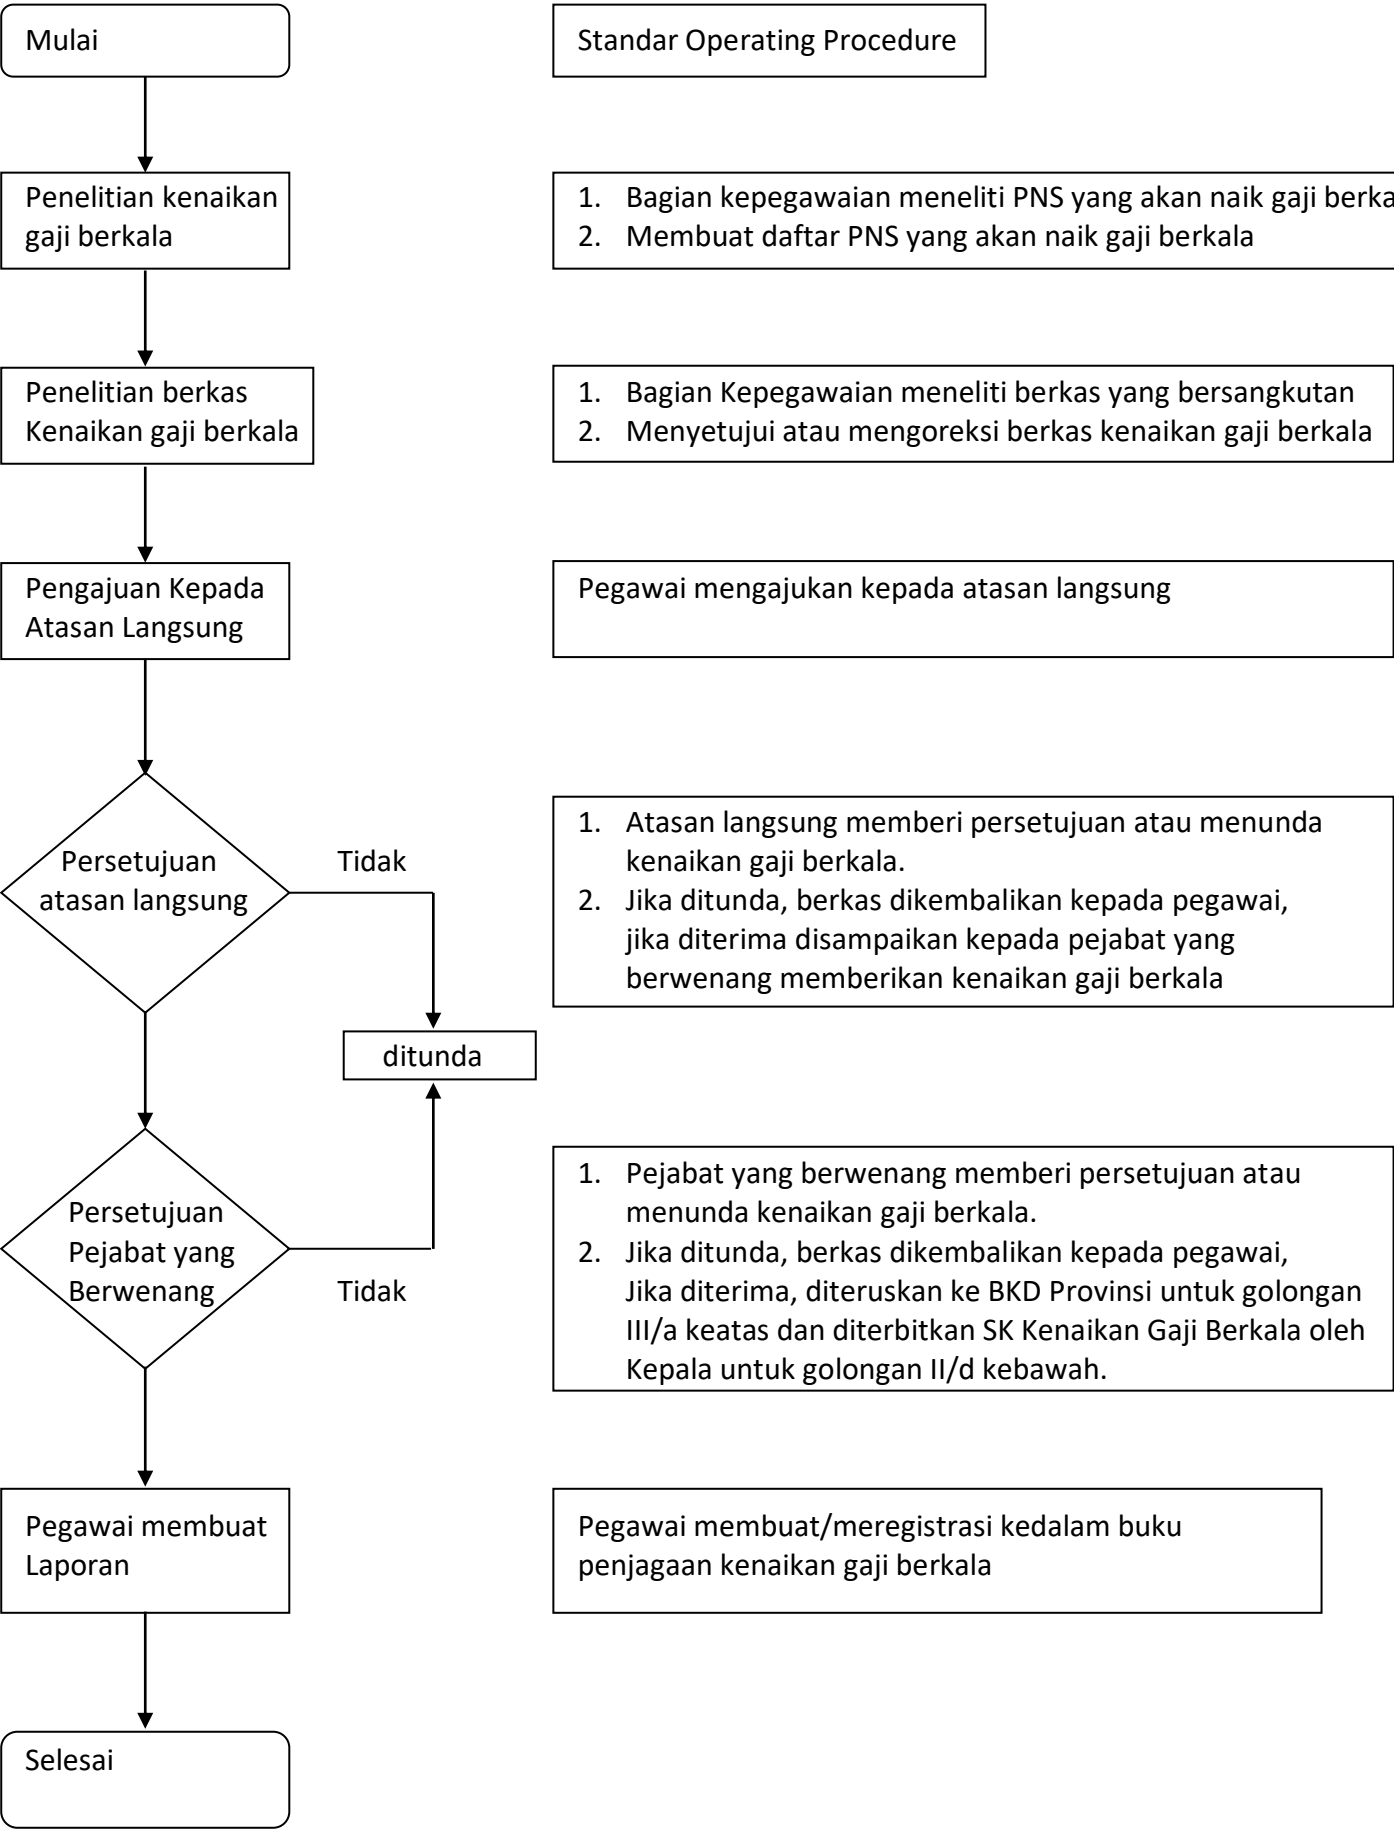 Mulai
Standar Operating Procedure
Penelitian kenaikan
gaji berkala
1. Bagian kepegawaian meneliti PNS yang akan naik gaji berka
2. Membuat daftar PNS yang akan naik gaji berkala
Penelitian berkas
Kenaikan gaji berkala
1. Bagian Kepegawaian meneliti berkas yang bersangkutan
2. Menyetujui atau mengoreksi berkas kenaikan gaji berkala
Pengajuan Kepada
Atasan Langsung
Pegawai mengajukan kepada atasan langsung
Persetujuan
atasan langsung
Tidak
1. Atasan langsung memberi persetujuan atau menunda
kenaikan gaji berkala.
2. Jika ditunda, berkas dikembalikan kepada pegawai,
jika diterima disampaikan kepada pejabat yang
berwenang memberikan kenaikan gaji berkala
ditunda
Persetujuan
Pejabat yang
Berwenang
Tidak
1. Pejabat yang berwenang memberi persetujuan atau
menunda kenaikan gaji berkala.
2. Jika ditunda, berkas dikembalikan kepada pegawai,
Jika diterima, diteruskan ke BKD Provinsi untuk golongan
III/a keatas dan diterbitkan SK Kenaikan Gaji Berkala oleh
Kepala untuk golongan II/d kebawah.
Pegawai membuat
Laporan
Pegawai membuat/meregistrasi kedalam buku
penjagaan kenaikan gaji berkala
Selesai